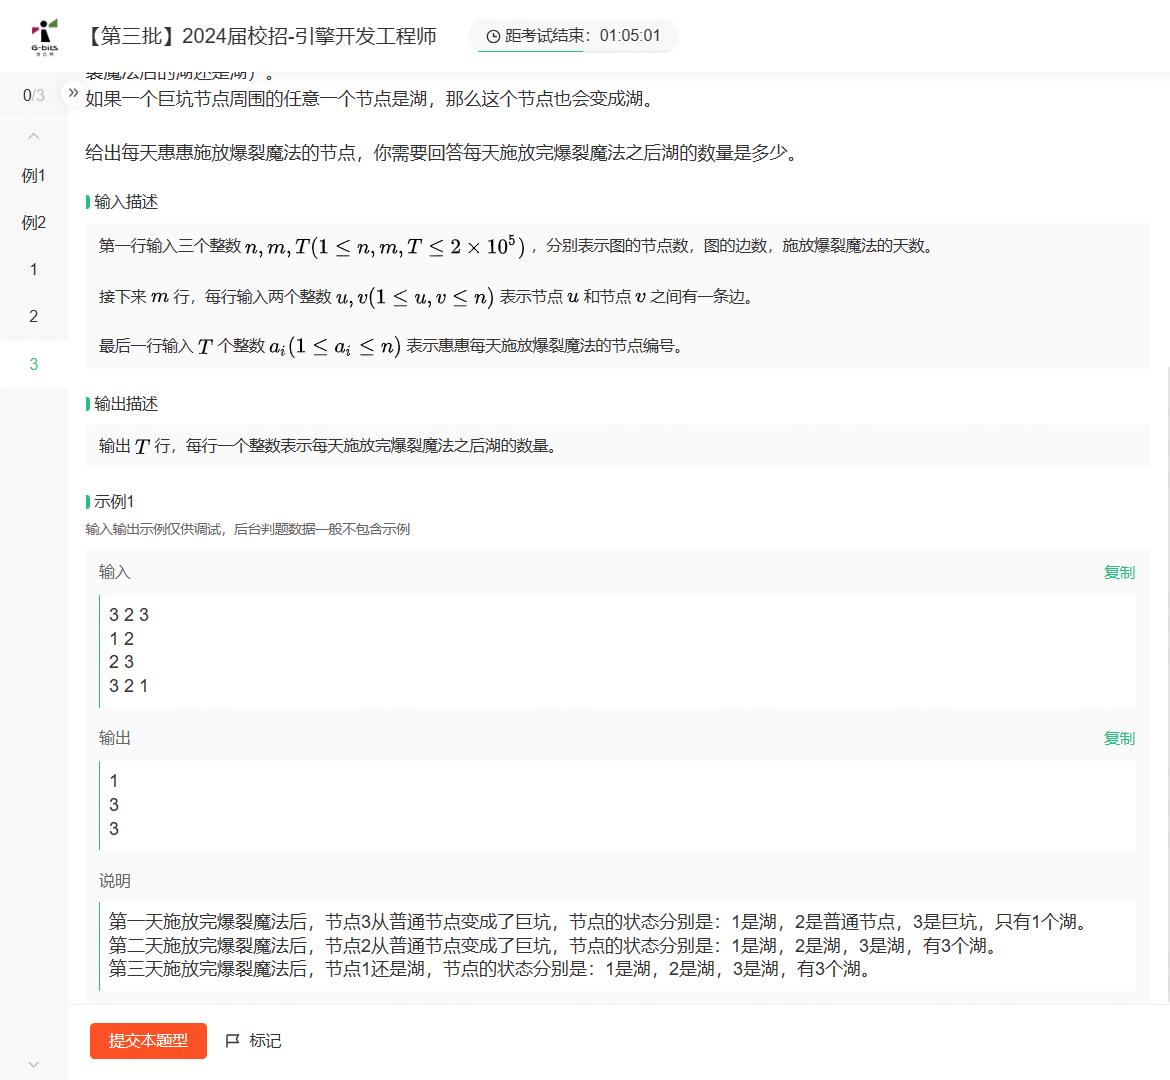 G-bits
【第三批】2024届校招-引擎开发工程师
距考试结束：01:05:01
0/3
例1
例2
1
2
3
裂魔法后的湖还是湖）。
如果一个巨坑节点周围的任意一个节点是湖，那么这个节点也会变成湖。
给出每天惠惠施放爆裂魔法的节点，你需要回答每天施放完爆裂魔法之后湖的数量是多少。
输入描述
第一行输入三个整数 n, m, T(1 ≤ n, m, T ≤ 2 × 10⁵) ，分别表示图的节点数，图的边数，施放爆裂魔法的天数。
接下来 m 行，每行输入两个整数 u, v(1 ≤ u, v ≤ n) 表示节点 u 和节点 v 之间有一条边。
最后一行输入 T 个整数 aᵢ(1 ≤ aᵢ ≤ n) 表示惠惠每天施放爆裂魔法的节点编号。
输出描述
输出 T 行，每行一个整数表示每天施放完爆裂魔法之后湖的数量。
示例1
输入输出示例仅供调试，后台判题数据一般不包含示例
输入 复制
3 2 3
1 2
2 3
3 2 1
输出 复制
1
3
3
说明
第一天施放完爆裂魔法后，节点3从普通节点变成了巨坑，节点的状态分别是：1是湖，2是普通节点，3是巨坑，只有1个湖。
第二天施放完爆裂魔法后，节点2从普通节点变成了巨坑，节点的状态分别是：1是湖，2是湖，3是湖，有3个湖。
第三天施放完爆裂魔法后，节点1还是湖，节点的状态分别是：1是湖，2是湖，3是湖，有3个湖。
提交本题型 标记